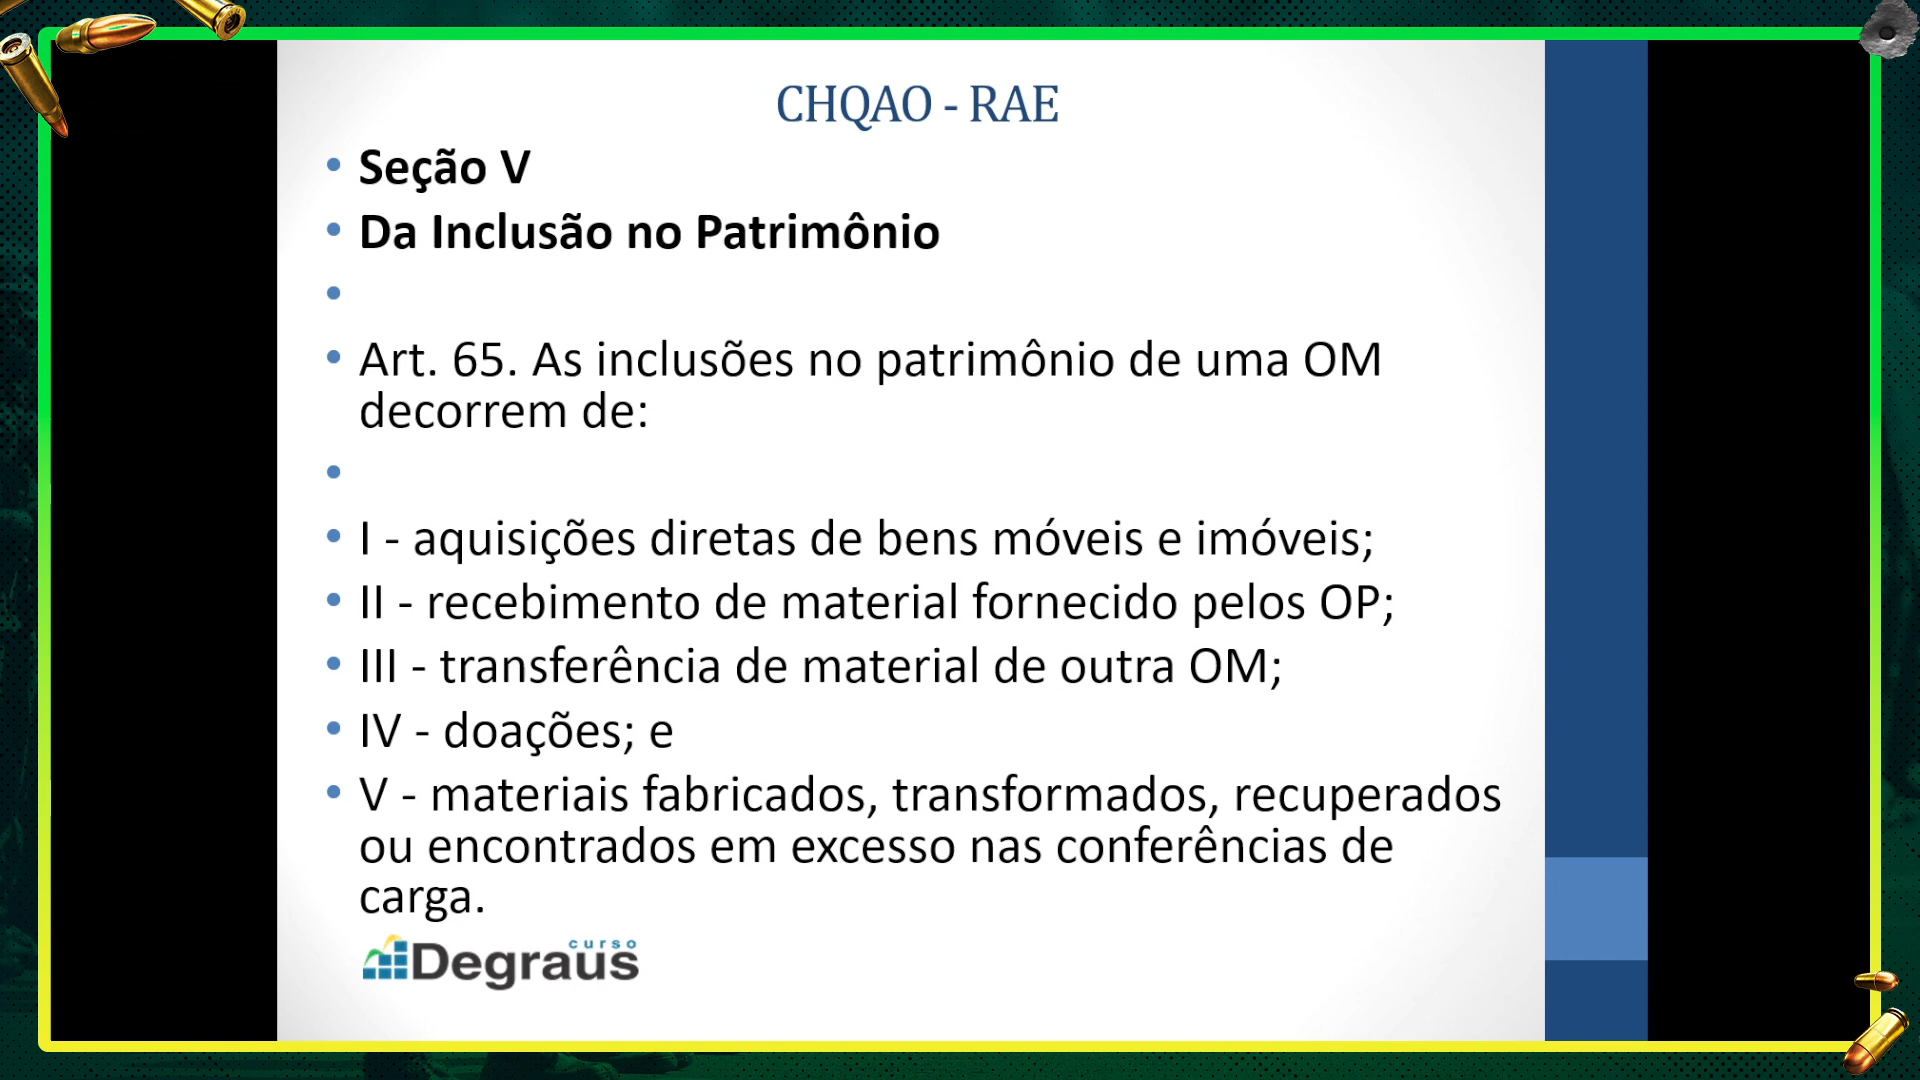 CHQAO - RAE
• Seção V
• Da Inclusão no Patrimônio
•
• Art. 65. As inclusões no patrimônio de uma OM
decorrem de:
•
• I - aquisições diretas de bens móveis e imóveis;
• II - recebimento de material fornecido pelos OP;
• III - transferência de material de outra OM;
• IV - doações; e
• V - materiais fabricados, transformados, recuperados
ou encontrados em excesso nas conferências de
carga.
curso
Degraus